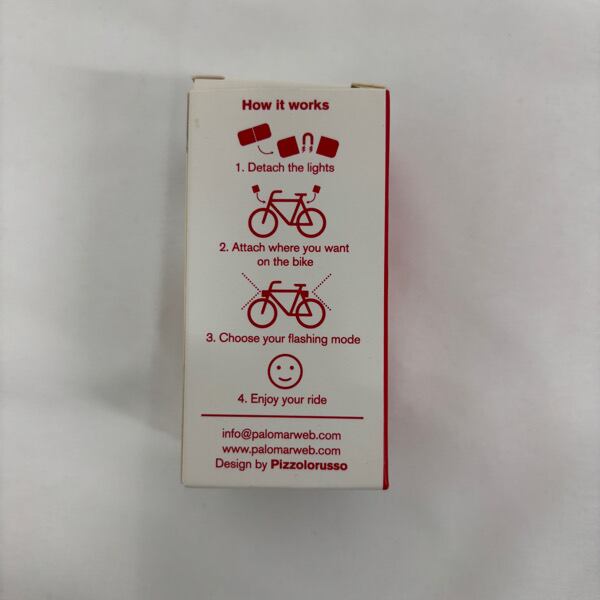 How it works
1. Detach the lights
2. Attach where you want
on the bike
3. Choose your flashing mode
4. Enjoy your ride
info@palomarweb.com
www.palomarweb.com
Design by Pizzolorusso